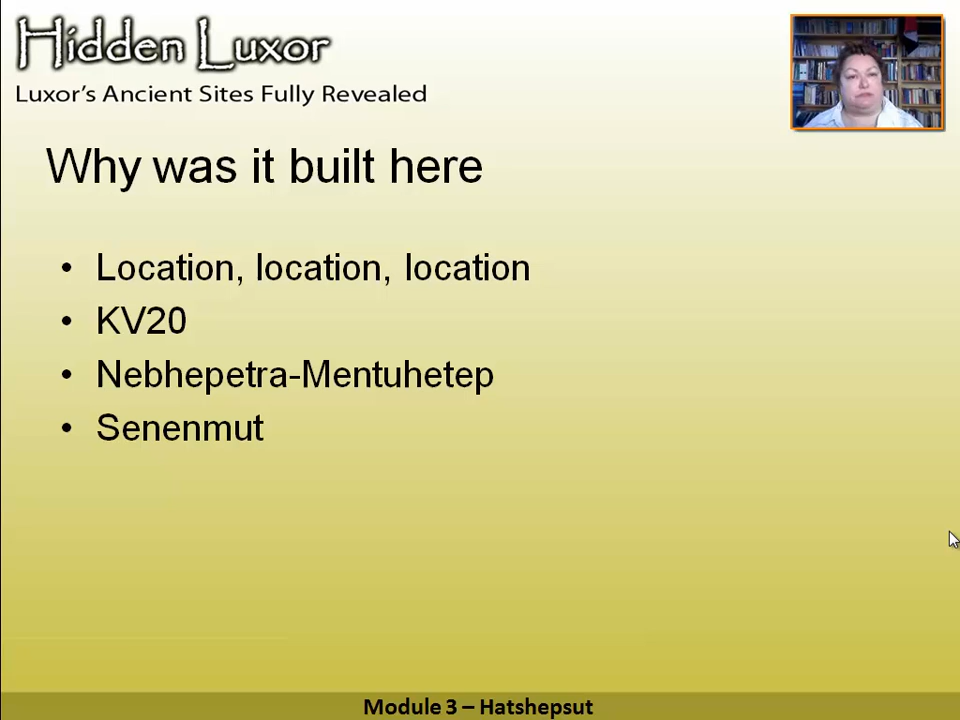 Hidden Luxor
Luxor's Ancient Sites Fully Revealed
Why was it built here
• Location, location, location
• KV20
• Nebhepetra-Mentuhetep
• Senenmut
Module 3 – Hatshepsut